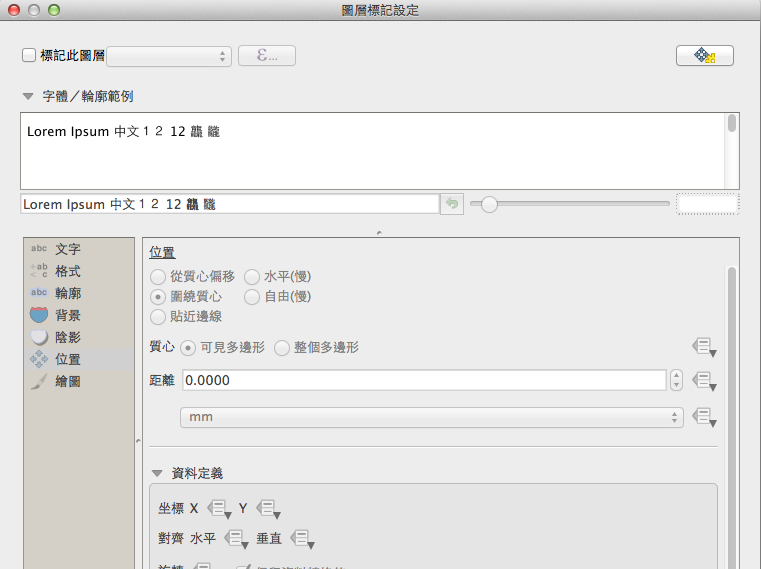 圖層標記設定
標記此圖層 ε...
字體／輪廓範例
Lorem Ipsum 中文１２ 12 龘 龖
Lorem Ipsum 中文１２ 12 龘 龖
abc 文字
+ab < c 格式
abc 輪廓
背景
陰影
位置
繪圖
位置
從質心偏移 水平(慢)
圍繞質心 自由(慢)
貼近邊線
質心 可見多邊形 整個多邊形
距離 0.0000
mm
資料定義
坐標 X Y
對齊 水平 垂直
旋轉